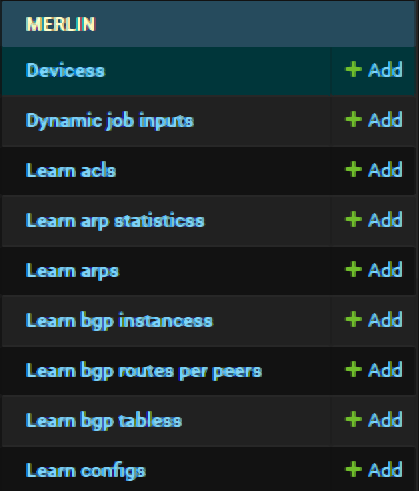 MERLIN
Devicess + Add
Dynamic job inputs + Add
Learn acls + Add
Learn arp statisticss + Add
Learn arps + Add
Learn bgp instancess + Add
Learn bgp routes per peers + Add
Learn bgp tabless + Add
Learn configs + Add